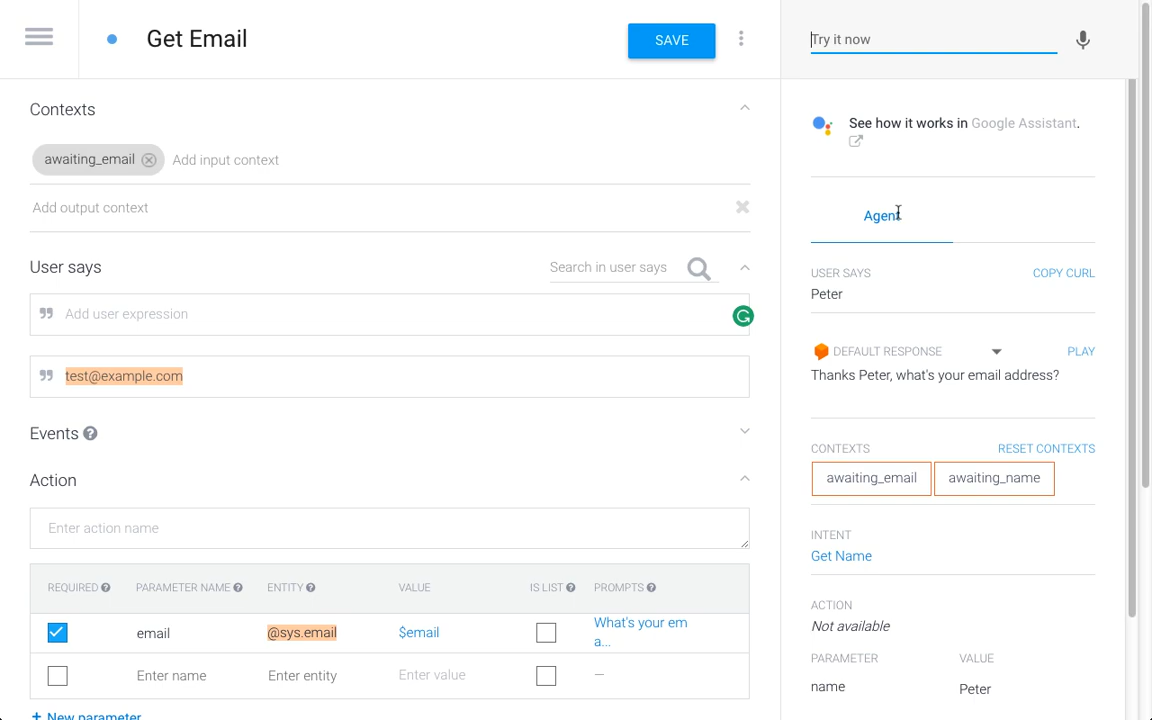 Get Email
SAVE
Try it now
Contexts
awaiting_email
Add input context
Add output context
User says
Search in user says
Add user expression
test@example.com
Events
Action
Enter action name
REQUIRED PARAMETER NAME ENTITY VALUE IS LIST PROMPTS
email @sys.email $email What's your em
a...
Enter name Enter entity Enter value —
+ New parameter
See how it works in Google Assistant.
Agent
USER SAYS COPY CURL
Peter
DEFAULT RESPONSE PLAY
Thanks Peter, what's your email address?
CONTEXTS RESET CONTEXTS
awaiting_email awaiting_name
INTENT
Get Name
ACTION
Not available
PARAMETER VALUE
name Peter